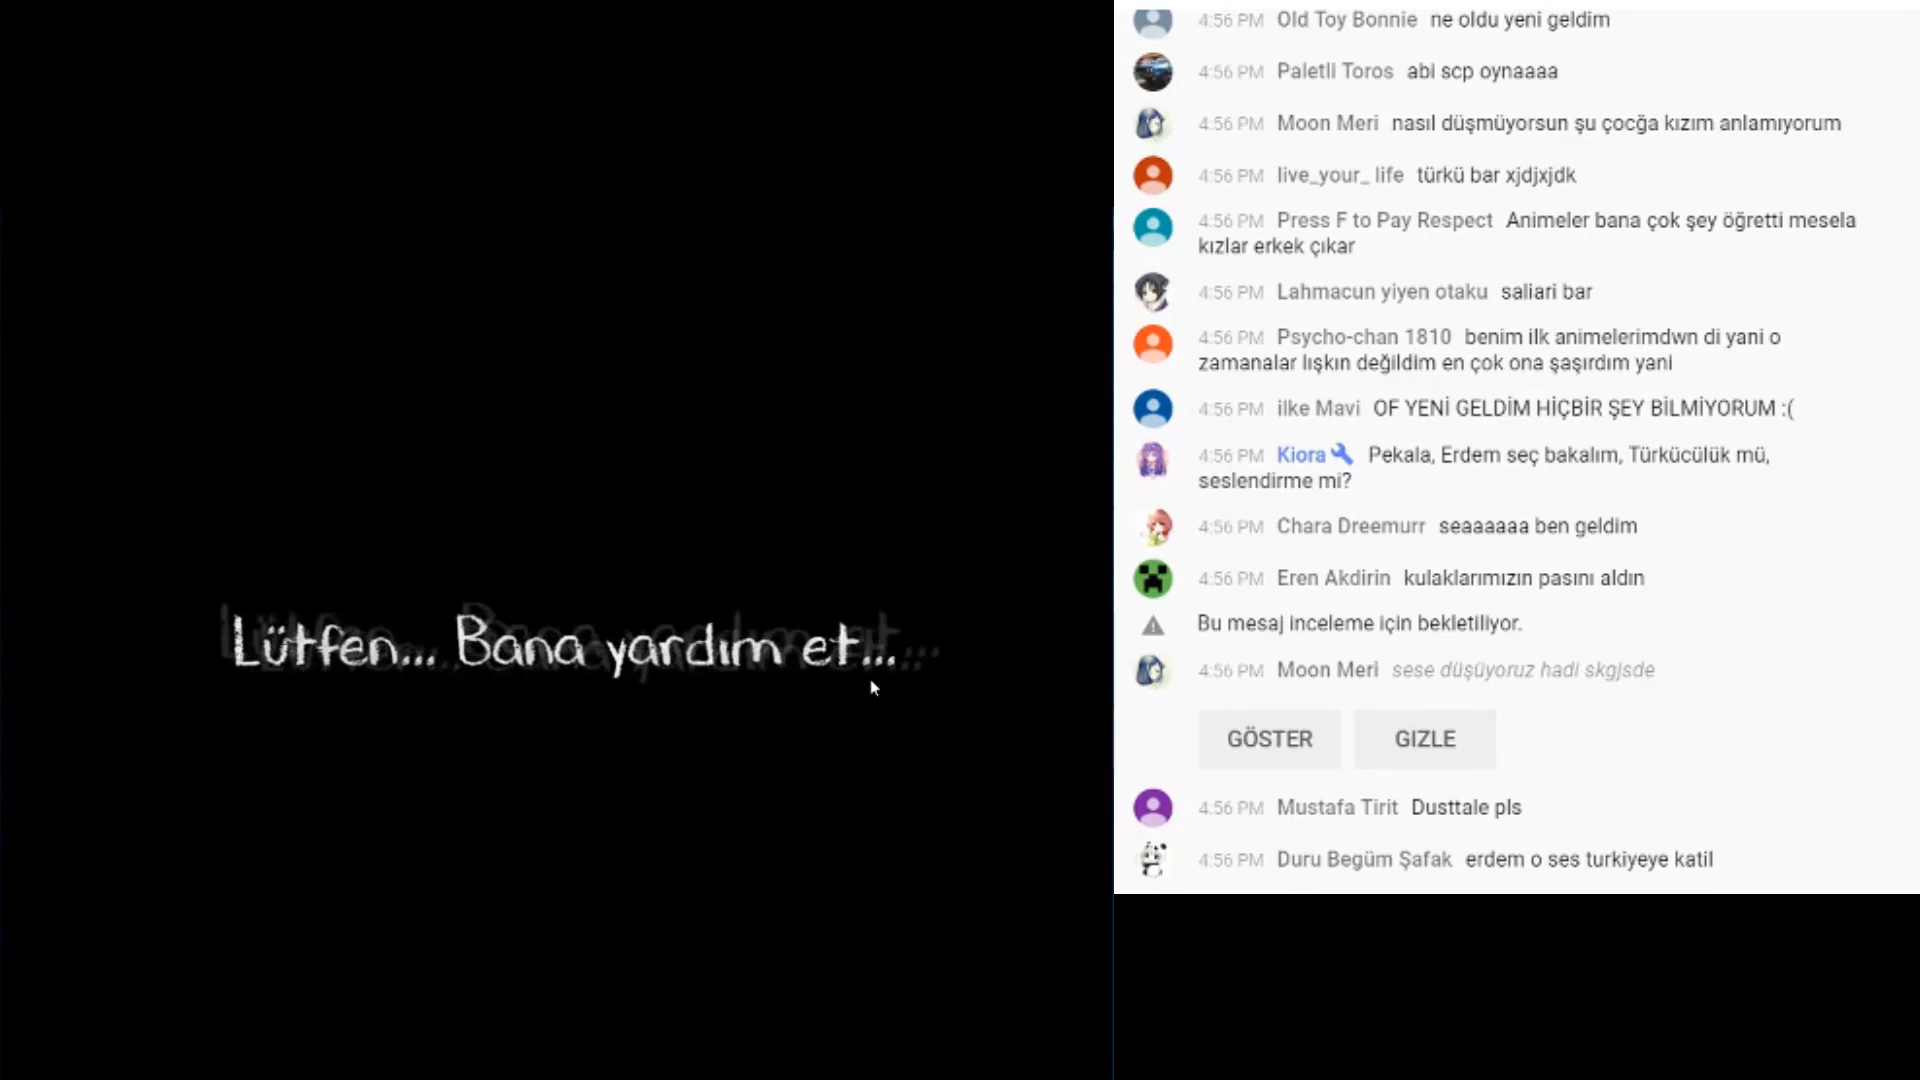 Lütfen... Bana yardım et...
4:56 PM Old Toy Bonnie ne oldu yeni geldim
4:56 PM Paletli Toros abi scp oynaaaa
4:56 PM Moon Meri nasıl düşmüyorsun şu çocğa kızım anlamıyorum
4:56 PM live_your_ life türkü bar xjdjxjdk
4:56 PM Press F to Pay Respect Animeler bana çok şey öğretti mesela
kızlar erkek çıkar
4:56 PM Lahmacun yiyen otaku saliari bar
4:56 PM Psycho-chan 1810 benim ilk animelerimdwn di yani o
zamanalar lışkın değildim en çok ona şaşırdım yani
4:56 PM ilke Mavi OF YENİ GELDİM HİÇBİR ŞEY BİLMİYORUM :(
4:56 PM Kiora Pekala, Erdem seç bakalım, Türkücülük mü,
seslendirme mi?
4:56 PM Chara Dreemurr seaaaaaa ben geldim
4:56 PM Eren Akdirin kulaklarımızın pasını aldın
Bu mesaj inceleme için bekletiliyor.
4:56 PM Moon Meri sese düşüyoruz hadi skgjsde
GÖSTER GIZLE
4:56 PM Mustafa Tirit Dusttale pls
4:56 PM Duru Begüm Şafak erdem o ses turkiyeye katil